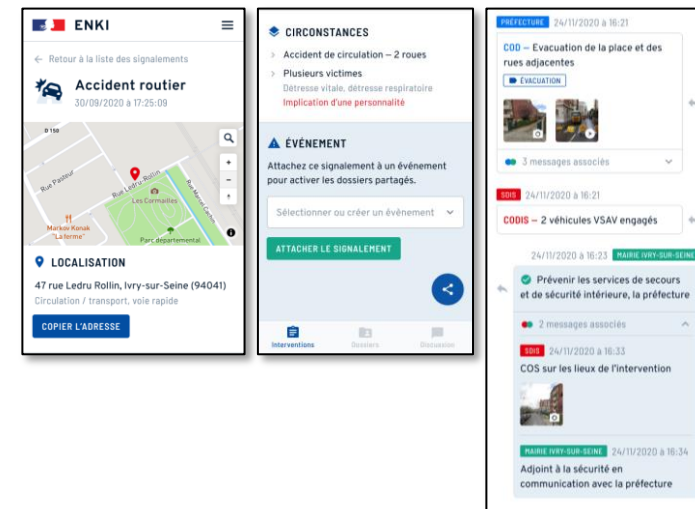 ENKI
← Retour à la liste des signalements
Accident routier
30/09/2020 à 17:25:09
D 150
Rue Pasteur
Rue Ledru-Rollin
Les Cormailles
Rue Marcel Cachin
Markov Konak
"La ferme"
Parc départemental
+
-
LOCALISATION
47 rue Ledru Rollin, Ivry-sur-Seine (94041)
Circulation / transport, voie rapide
COPIER L'ADRESSE
CIRCONSTANCES
> Accident de circulation – 2 roues
> Plusieurs victimes
Détresse vitale, détresse respiratoire
Implication d'une personnalité
ÉVÉNEMENT
Attachez ce signalement à un événement
pour activer les dossiers partagés.
Sélectionner ou créer un évènement
ATTACHER LE SIGNALEMENT
Interventions
Dossiers
Discussion
PRÉFECTURE 24/11/2020 à 16:21
COD – Evacuation de la place et des
rues adjacentes
EVACUATION
3 messages associés
SDIS 24/11/2020 à 16:21
CODIS – 2 véhicules VSAV engagés
24/11/2020 à 16:23 MAIRIE IVRY-SUR-SEINE
Prévenir les services de secours
et de sécurité intérieure, la préfecture
2 messages associés
SDIS 24/11/2020 à 16:33
COS sur les lieux de l'intervention
MAIRIE IVRY-SUR-SEINE 24/11/2020 à 16:34
Adjoint à la sécurité en
communication avec la préfecture